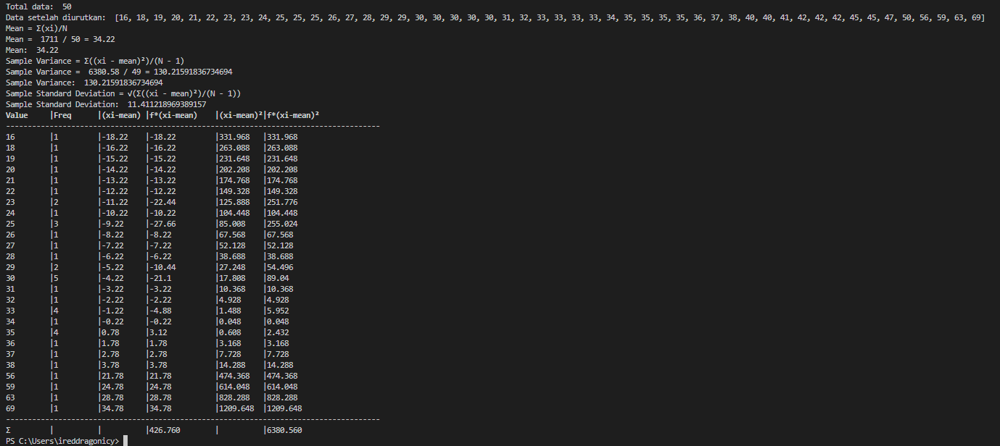 Total data:  50
Data setelah diurutkan:  [16, 18, 19, 20, 21, 22, 23, 23, 24, 25, 25, 25, 26, 27, 28, 29, 29, 30, 30, 30, 30, 30, 31, 32, 33, 33, 33, 33, 34, 35, 35, 35, 35, 36, 37, 38, 40, 40, 41, 42, 42, 42, 45, 45, 47, 50, 56, 59, 63, 69]
Mean = Σ(xi)/N
Mean =  1711 / 50 = 34.22
Mean:  34.22
Sample Variance = Σ((xi - mean)²)/(N - 1)
Sample Variance =  6380.58 / 49 = 130.21591836734694
Sample Variance:  130.21591836734694
Sample Standard Deviation = √(Σ((xi - mean)²)/(N - 1))
Sample Standard Deviation:  11.411218969389157
Value     |Freq      |(xi-mean) |f*(xi-mean)    |(xi-mean)²|f*(xi-mean)²
--------------------------------------------------------------------------------------
16        |1         |-18.22    |-18.22         |331.968   |331.968
18        |1         |-16.22    |-16.22         |263.088   |263.088
19        |1         |-15.22    |-15.22         |231.648   |231.648
20        |1         |-14.22    |-14.22         |202.208   |202.208
21        |1         |-13.22    |-13.22         |174.768   |174.768
22        |1         |-12.22    |-12.22         |149.328   |149.328
23        |2         |-11.22    |-22.44         |125.888   |251.776
24        |1         |-10.22    |-10.22         |104.448   |104.448
25        |3         |-9.22     |-27.66         |85.008    |255.024
26        |1         |-8.22     |-8.22          |67.568    |67.568
27        |1         |-7.22     |-7.22          |52.128    |52.128
28        |1         |-6.22     |-6.22          |38.688    |38.688
29        |2         |-5.22     |-10.44         |27.248    |54.496
30        |5         |-4.22     |-21.1          |17.808    |89.04
31        |1         |-3.22     |-3.22          |10.368    |10.368
32        |1         |-2.22     |-2.22          |4.928     |4.928
33        |4         |-1.22     |-4.88          |1.488     |5.952
34        |1         |-0.22     |-0.22          |0.048     |0.048
35        |4         |0.78      |3.12           |0.608     |2.432
36        |1         |1.78      |1.78           |3.168     |3.168
37        |1         |2.78      |2.78           |7.728     |7.728
38        |1         |3.78      |3.78           |14.288    |14.288
56        |1         |21.78     |21.78          |474.368   |474.368
59        |1         |24.78     |24.78          |614.048   |614.048
63        |1         |28.78     |28.78          |828.288   |828.288
69        |1         |34.78     |34.78          |1209.648  |1209.648
--------------------------------------------------------------------------------------
Σ         |          |          |426.760        |          |6380.560
PS C:\Users\ireddragonicy>